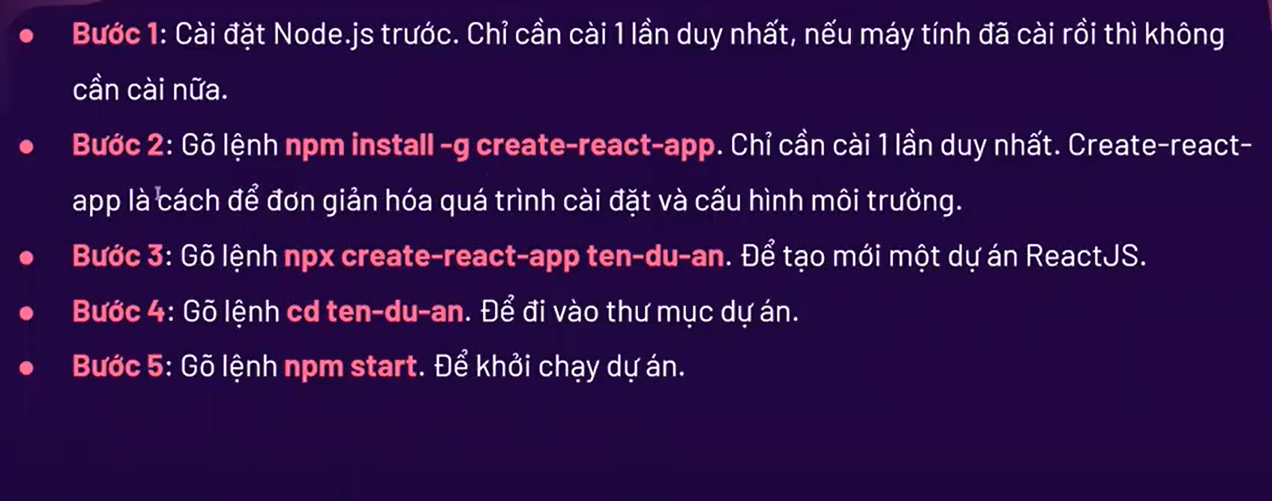 ● Bước 1: Cài đặt Node.js trước. Chỉ cần cài 1 lần duy nhất, nếu máy tính đã cài rồi thì không
cần cài nữa.
● Bước 2: Gõ lệnh npm install -g create-react-app. Chỉ cần cài 1 lần duy nhất. Create-react-
app là cách để đơn giản hóa quá trình cài đặt và cấu hình môi trường.
● Bước 3: Gõ lệnh npx create-react-app ten-du-an. Để tạo mới một dự án ReactJS.
● Bước 4: Gõ lệnh cd ten-du-an. Để đi vào thư mục dự án.
● Bước 5: Gõ lệnh npm start. Để khởi chạy dự án.